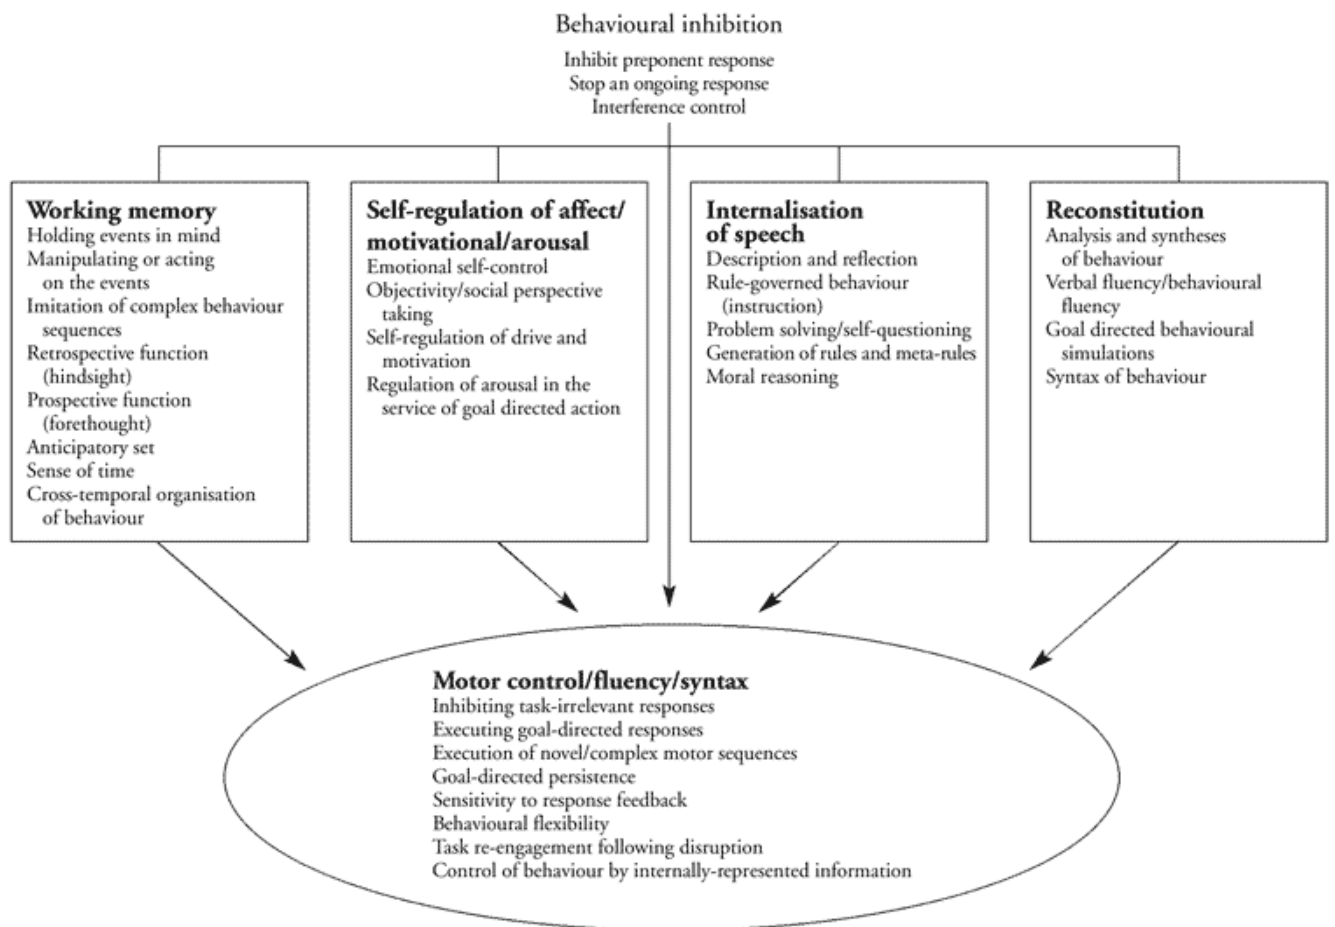 Behavioural inhibition
Inhibit preponent response
Stop an ongoing response
Interference control
Working memory
Holding events in mind
Manipulating or acting
on the events
Imitation of complex behaviour
sequences
Retrospective function
(hindsight)
Prospective function
(forethought)
Anticipatory set
Sense of time
Cross-temporal organisation
of behaviour
Self-regulation of affect/
motivational/arousal
Emotional self-control
Objectivity/social perspective
taking
Self-regulation of drive and
motivation
Regulation of arousal in the
service of goal directed action
Internalisation
of speech
Description and reflection
Rule-governed behaviour
(instruction)
Problem solving/self-questioning
Generation of rules and meta-rules
Moral reasoning
Reconstitution
Analysis and syntheses
of behaviour
Verbal fluency/behavioural
fluency
Goal directed behavioural
simulations
Syntax of behaviour
Motor control/fluency/syntax
Inhibiting task-irrelevant responses
Executing goal-directed responses
Execution of novel/complex motor sequences
Goal-directed persistence
Sensitivity to response feedback
Behavioural flexibility
Task re-engagement following disruption
Control of behaviour by internally-represented information